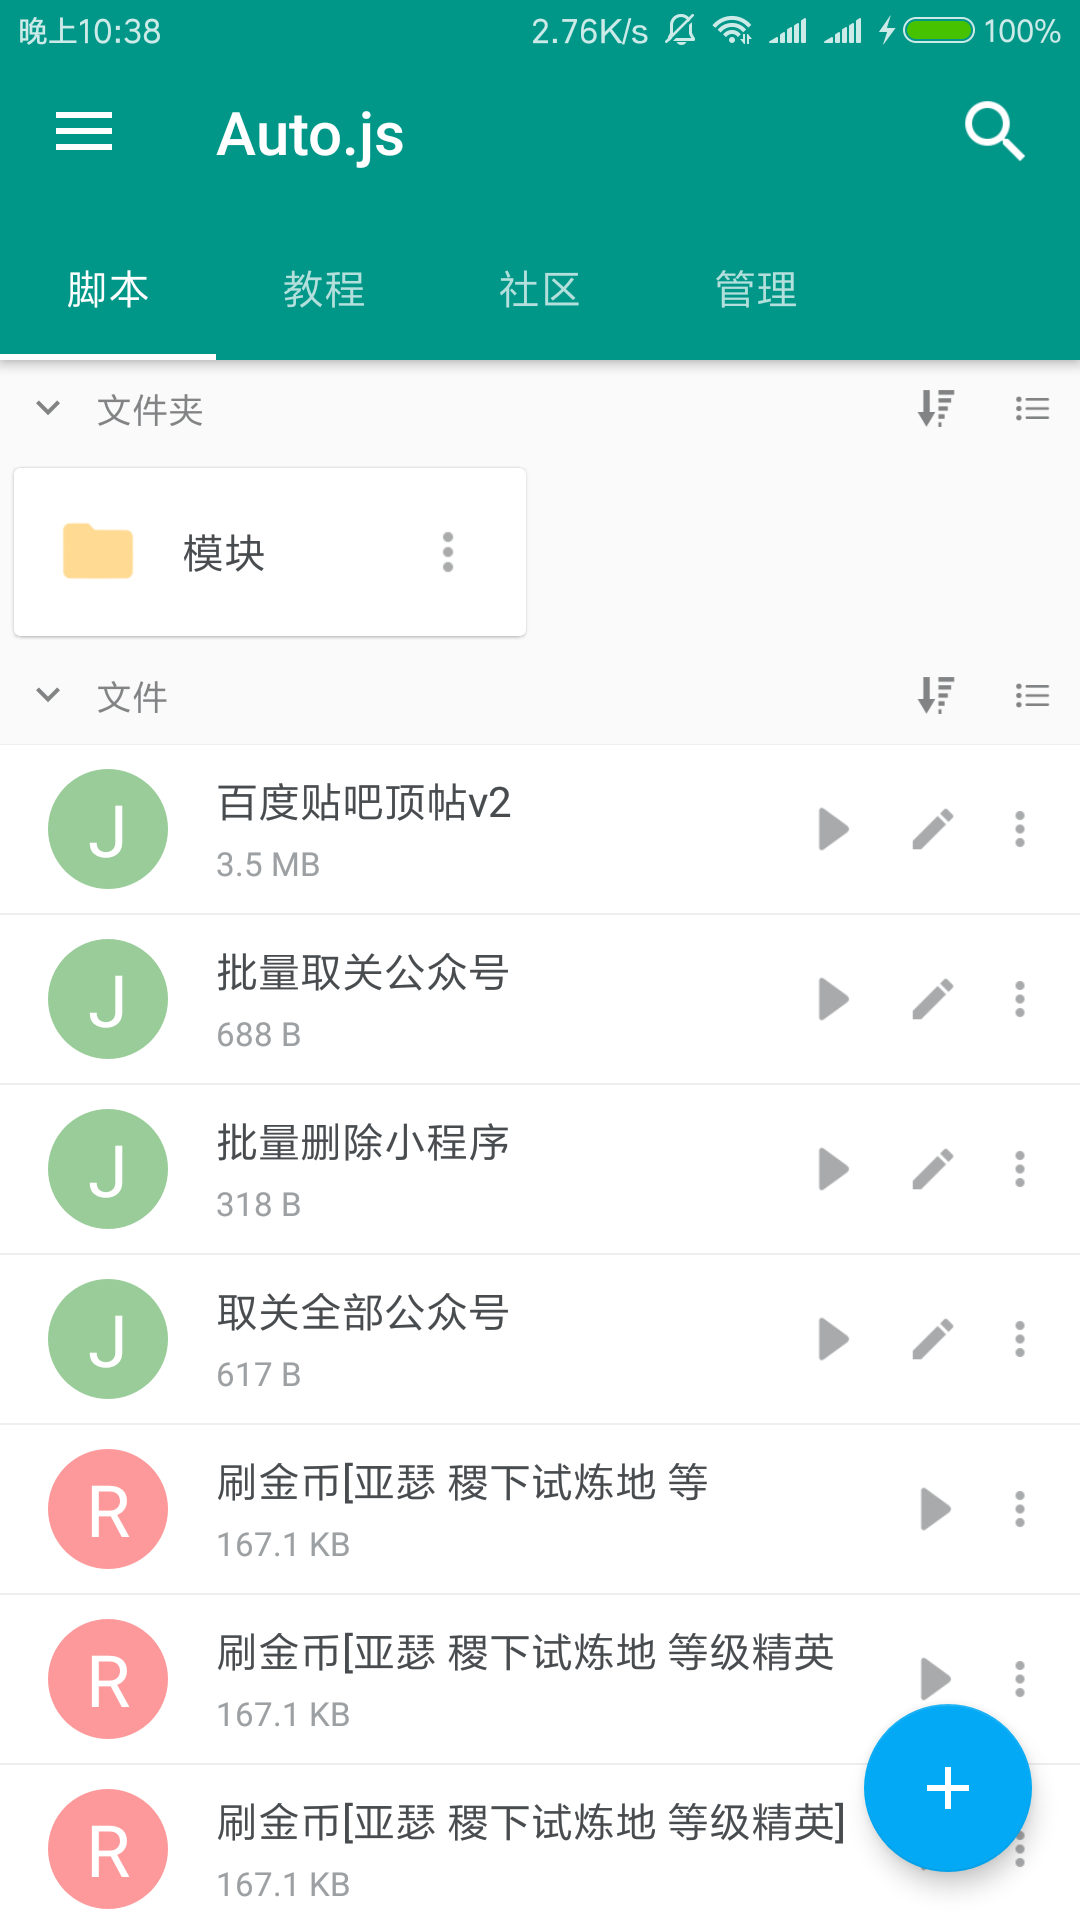 晚上10:38 2.76K/s 100%
Auto.js
脚本 教程 社区 管理
文件夹
模块
文件
J 百度贴吧顶帖v2
3.5 MB
J 批量取关公众号
688 B
J 批量删除小程序
318 B
J 取关全部公众号
617 B
R 刷金币[亚瑟 稷下试炼地 等
167.1 KB
R 刷金币[亚瑟 稷下试炼地 等级精英
167.1 KB
R 刷金币[亚瑟 稷下试炼地 等级精英]
167.1 KB